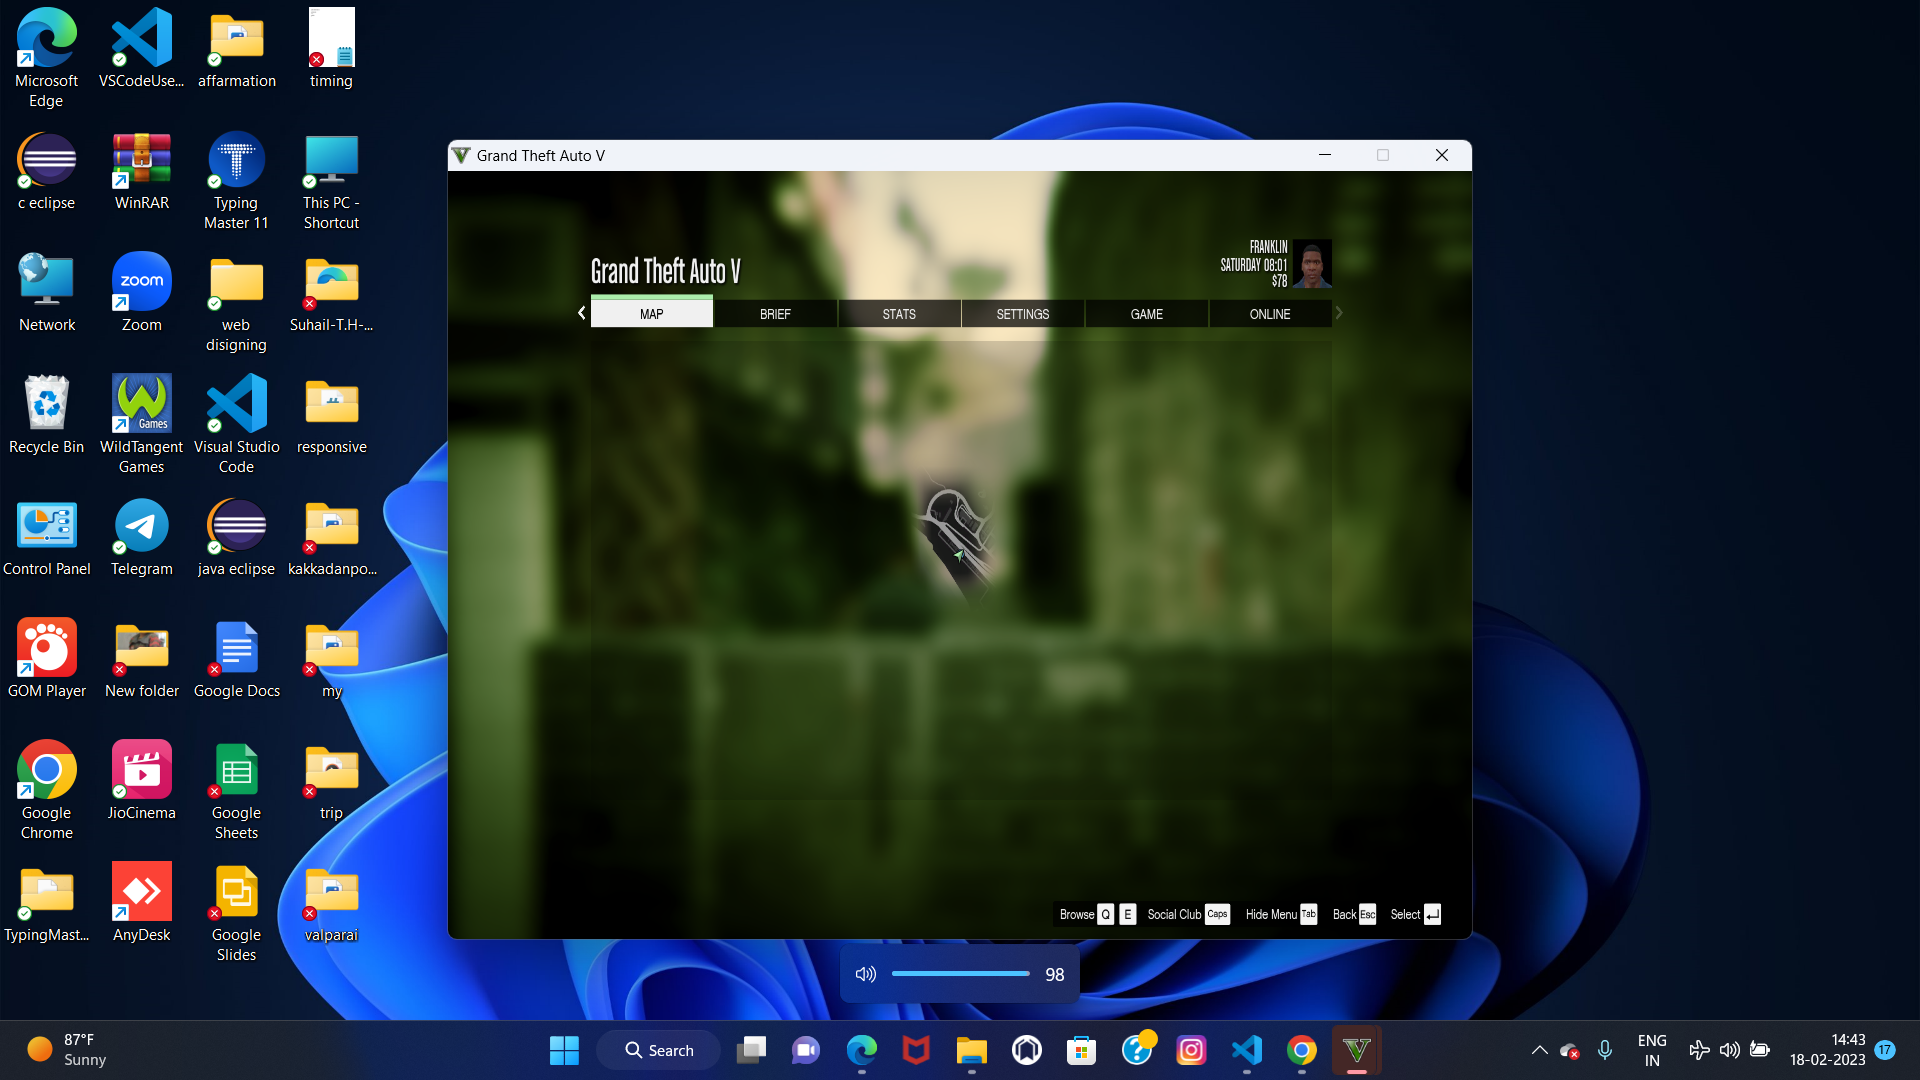 Microsoft
Edge
VSCodeUse...
affarmation
timing
c eclipse
WinRAR
Typing
Master 11
This PC -
Shortcut
Network
zoom
Zoom
web
disigning
Suhail-T.H-...
Recycle Bin
Games
WildTangent
Games
Visual Studio
Code
responsive
Control Panel
Telegram
java eclipse
kakkadanpo...
GOM Player
New folder
Google Docs
my
Google
Chrome
JioCinema
Google
Sheets
trip
TypingMast...
AnyDesk
Google
Slides
valparai
Grand Theft Auto V
Grand Theft Auto V
FRANKLIN
SATURDAY 08:01
$78
MAP
BRIEF
STATS
SETTINGS
GAME
ONLINE
Browse Q E Social Club Caps Hide Menu Tab Back Esc Select
98
87°F
Sunny
Search
ENG
IN
14:43
18-02-2023
17